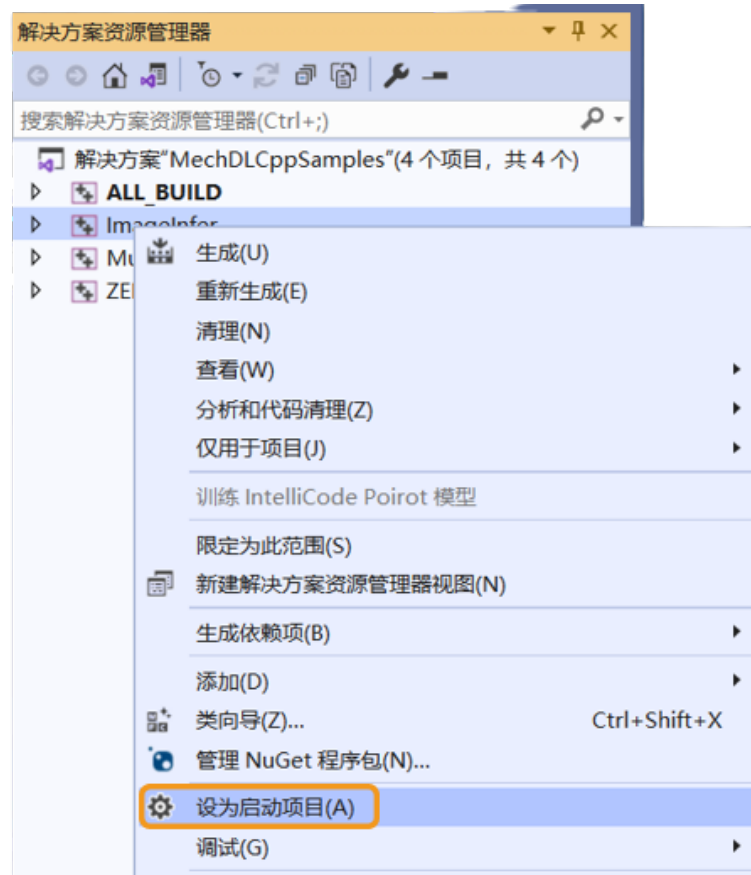 解决方案资源管理器
搜索解决方案资源管理器(Ctrl+;)
解决方案"MechDLCppSamples"(4 个项目，共 4 个)
ALL_BUILD
ImageInfer
生成(U)
重新生成(E)
清理(N)
查看(W)
分析和代码清理(Z)
仅用于项目(J)
训练 IntelliCode Poirot 模型
限定为此范围(S)
新建解决方案资源管理器视图(N)
生成依赖项(B)
添加(D)
类向导(Z)... Ctrl+Shift+X
管理 NuGet 程序包(N)...
设为启动项目(A)
调试(G)